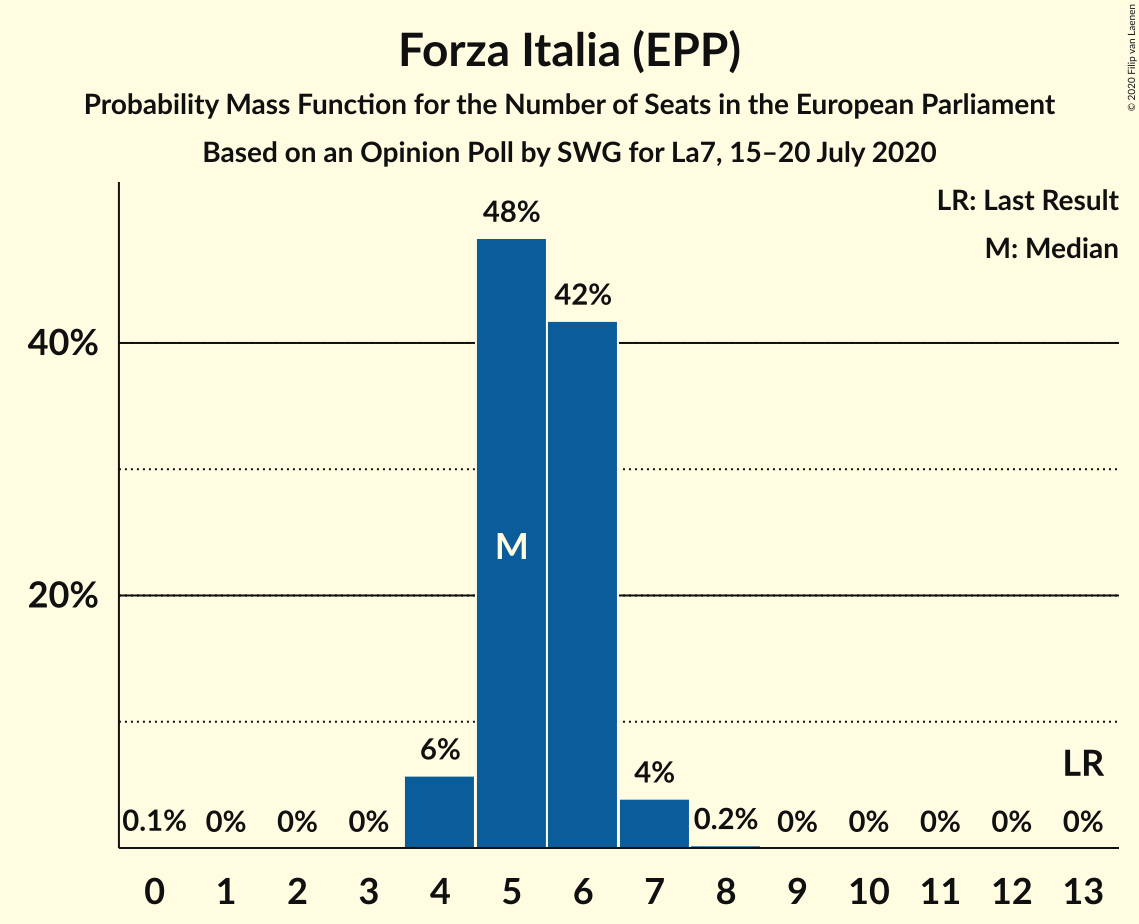 Forza Italia (EPP)
Probability Mass Function for the Number of Seats in the European Parliament
Based on an Opinion Poll by SWG for La7, 15–20 July 2020
© 2020 Filip van Laenen
LR: Last Result
M: Median
48%
42%
40%
M
20%
6%
4%
LR
0.1% 0% 0% 0% 0.2% 0% 0% 0% 0% 0%
0 1 2 3 4 5 6 7 8 9 10 11 12 13